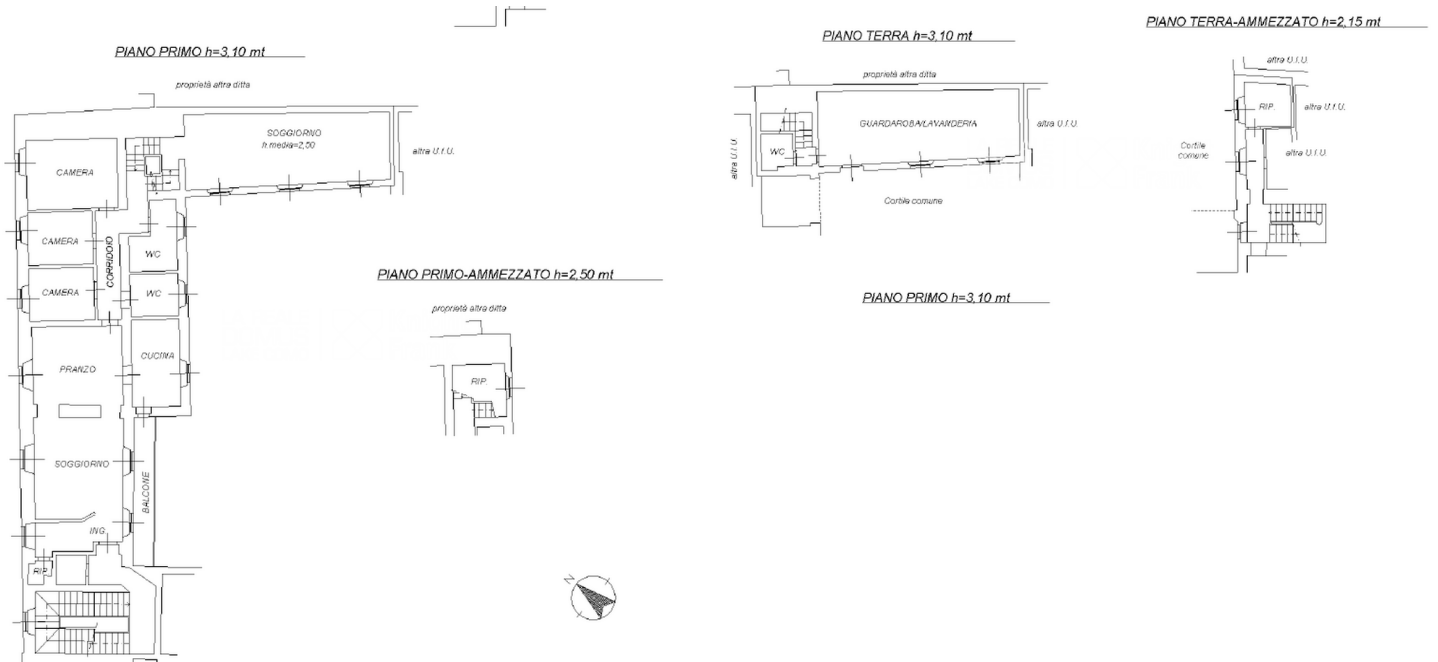 PIANO PRIMO h=3,10 mt
proprietà altra ditta
SOGGIORNO
h.media=2,50
altra U.I.U.
CAMERA
CAMERA
CAMERA
CORRIDOIO
WC
WC
CUCINA
PRANZO
SOGGIORNO
BALCONE
ING.
RIP.
PIANO PRIMO-AMMEZZATO h=2,50 mt
proprietà altra ditta
RIP.
N
PIANO TERRA h=3,10 mt
proprietà altra ditta
GUARDAROBA/LAVANDERIA
altra U.I.U.
WC
altra U.I.U.
Cortile comune
PIANO PRIMO h=3,10 mt
PIANO TERRA-AMMEZZATO h=2,15 mt
altra U.I.U.
RIP.
altra U.I.U.
Cortile
comune
altra U.I.U.